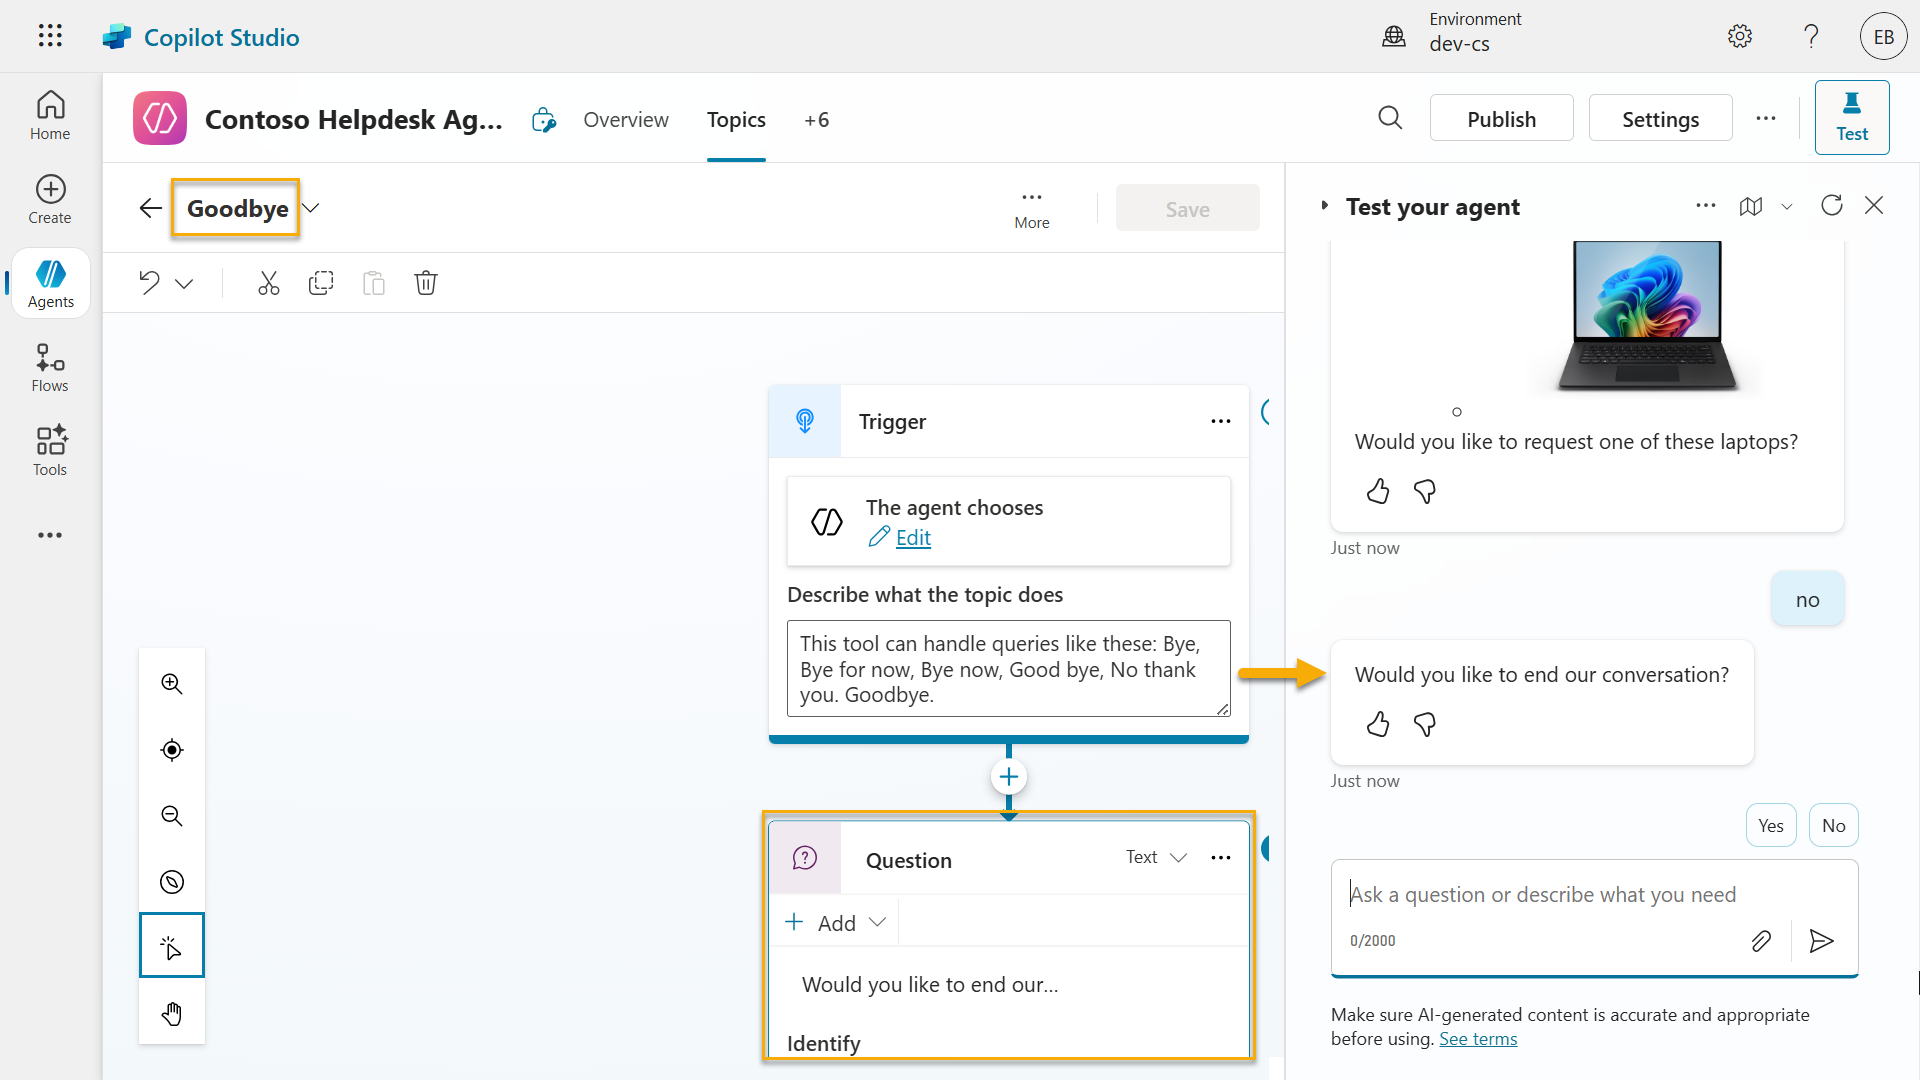 Copilot Studio
Environment
dev-cs
EB
Home
Create
Agents
Flows
Tools
Contoso Helpdesk Ag...
Overview
Topics
+6
Publish
Settings
Test
Goodbye
More
Save
Trigger
The agent chooses
Edit
Describe what the topic does
This tool can handle queries like these: Bye,
Bye for now, Bye now, Good bye, No thank
you. Goodbye.
Question
Text
Add
Would you like to end our...
Identify
Test your agent
Would you like to request one of these laptops?
Just now
no
Would you like to end our conversation?
Just now
Yes
No
Ask a question or describe what you need
0/2000
Make sure AI-generated content is accurate and appropriate
before using. See terms